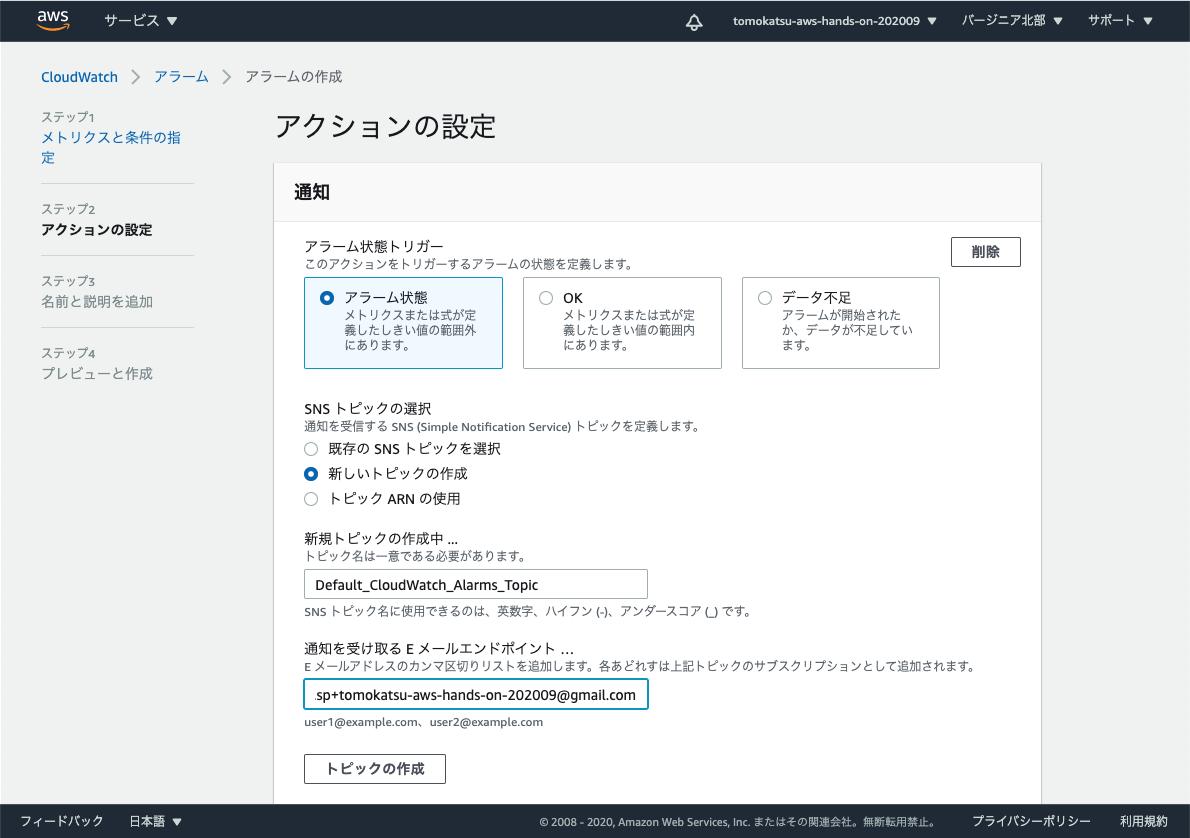 aws サービス ▼ tomokatsu-aws-hands-on-202009 ▼ バージニア北部 ▼ サポート ▼
CloudWatch > アラーム > アラームの作成
ステップ1
メトリクスと条件の指
定
ステップ2
アクションの設定
ステップ3
名前と説明を追加
ステップ4
プレビューと作成
アクションの設定
通知
アラーム状態トリガー
このアクションをトリガーするアラームの状態を定義します。
削除
アラーム状態
メトリクスまたは式が定
義したしきい値の範囲外
にあります。
OK
メトリクスまたは式が定
義したしきい値の範囲内
にあります。
データ不足
アラームが開始された
か、データが不足してい
ます。
SNS トピックの選択
通知を受信する SNS (Simple Notification Service) トピックを定義します。
既存の SNS トピックを選択
新しいトピックの作成
トピック ARN の使用
新規トピックの作成中 ...
トピック名は一意である必要があります。
Default_CloudWatch_Alarms_Topic
SNS トピック名に使用できるのは、英数字、ハイフン (-)、アンダースコア (_) です。
通知を受け取る E メールエンドポイント ...
E メールアドレスのカンマ区切りリストを追加します。各あどれすは上記トピックのサブスクリプションとして追加されます。
sp+tomokatsu-aws-hands-on-202009@gmail.com
user1@example.com、user2@example.com
トピックの作成
フィードバック 日本語 ▼ © 2008 - 2020, Amazon Web Services, Inc. またはその関連会社。無断転用禁止。 プライバシーポリシー 利用規約